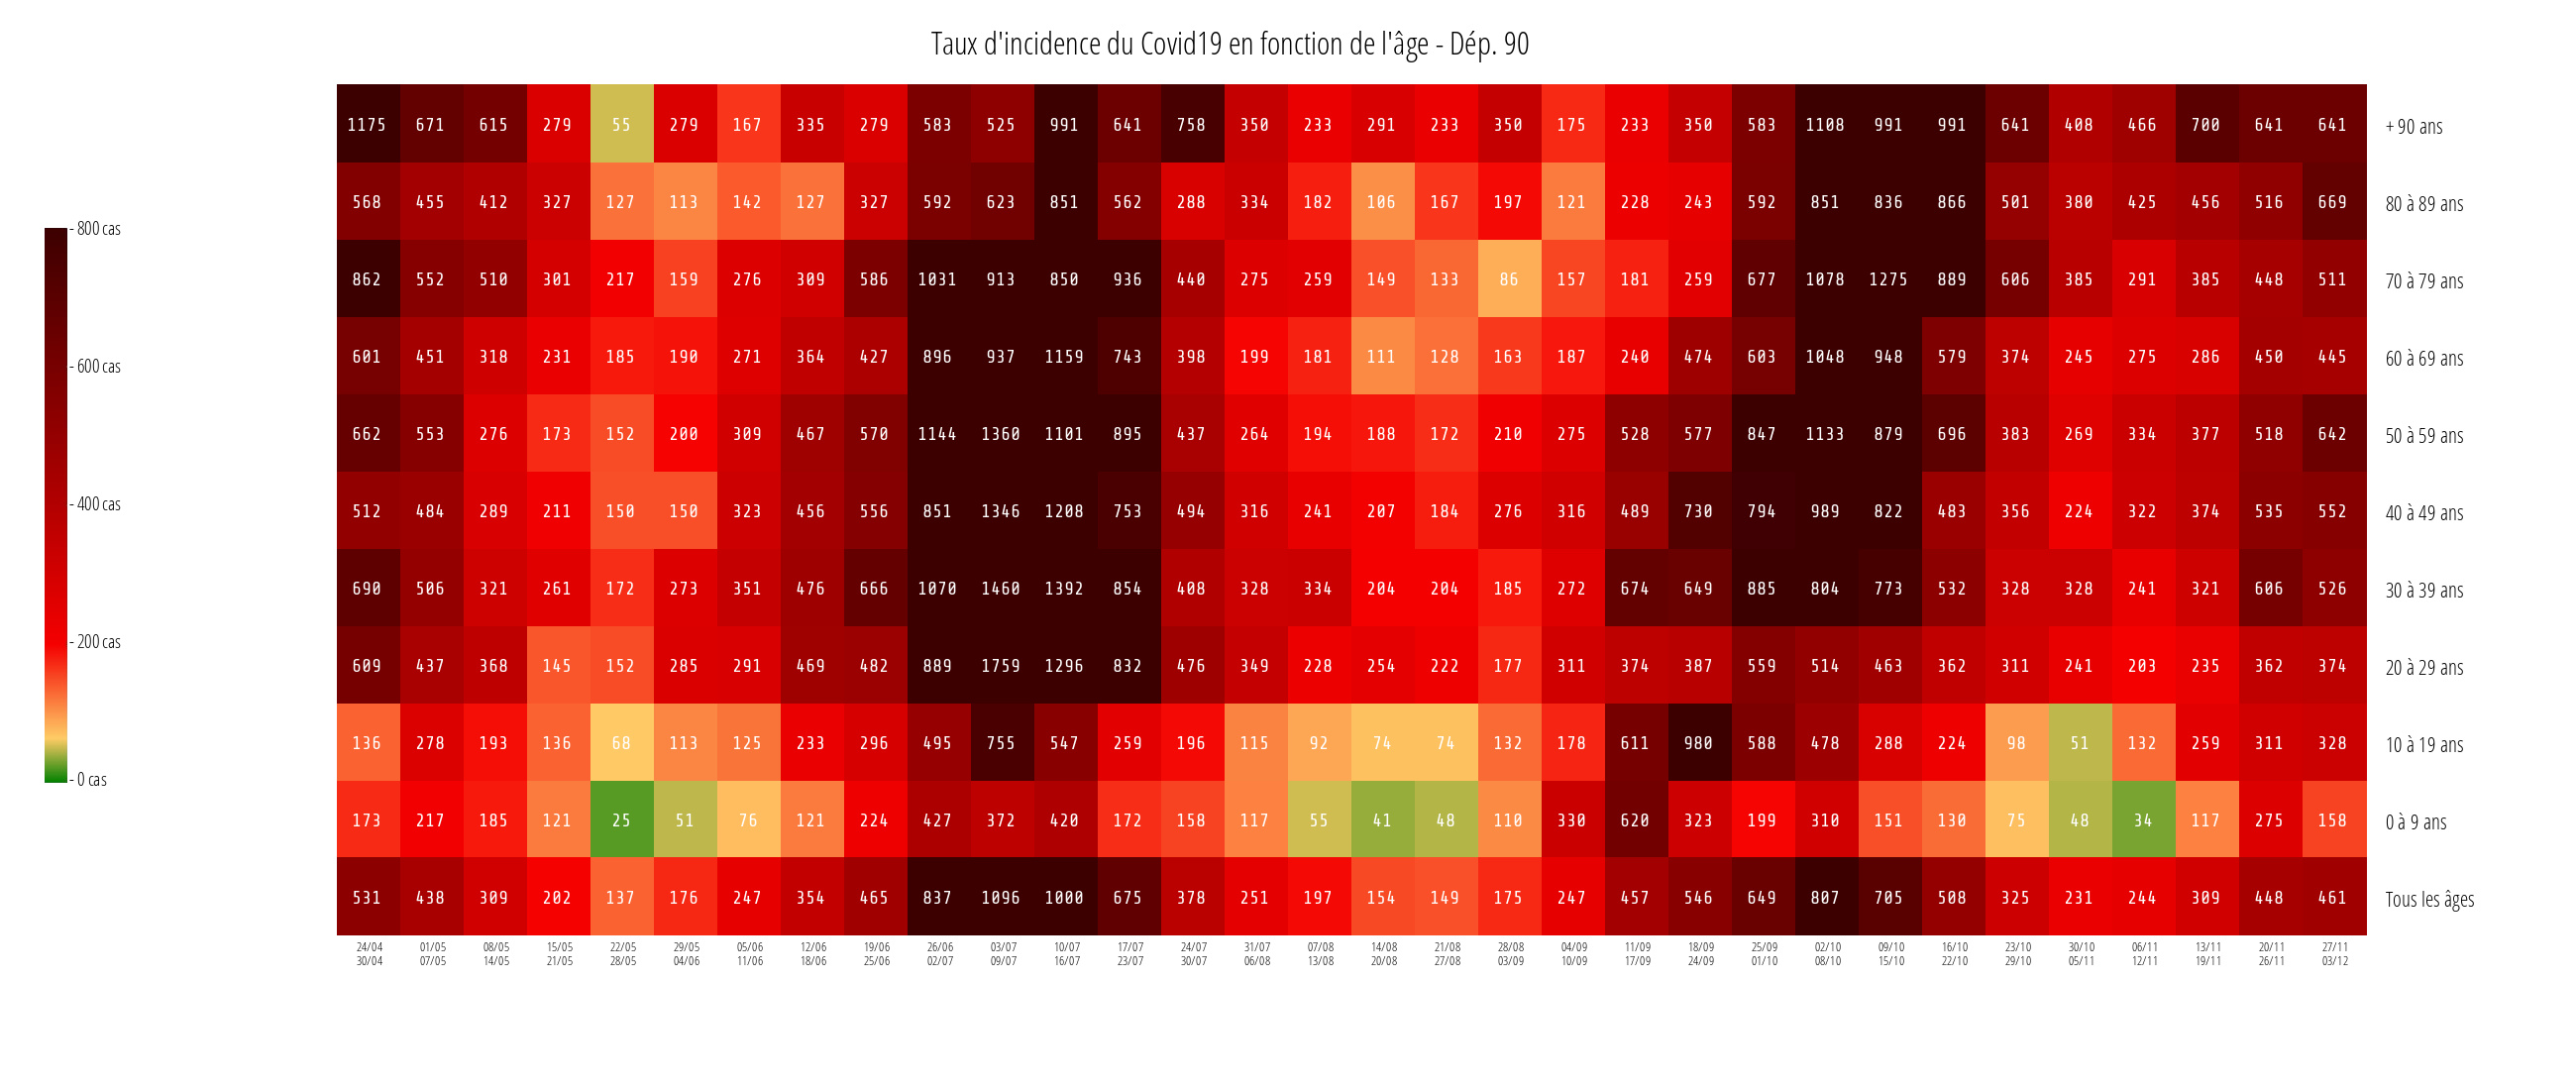 Taux d'incidence du Covid19 en fonction de l'âge - Dép. 90
- 800 cas
- 600 cas
- 400 cas
- 200 cas
- 0 cas
1175 671 615 279 55 279 167 335 279 583 525 991 641 758 350 233 291 233 350 175 233 350 583 1108 991 991 641 408 466 700 641 641 + 90 ans
568 455 412 327 127 113 142 127 327 592 623 851 562 288 334 182 106 167 197 121 228 243 592 851 836 866 501 380 425 456 516 669 80 à 89 ans
862 552 510 301 217 159 276 309 586 1031 913 850 936 440 275 259 149 133 86 157 181 259 677 1078 1275 889 606 385 291 385 448 511 70 à 79 ans
601 451 318 231 185 190 271 364 427 896 937 1159 743 398 199 181 111 128 163 187 240 474 603 1048 948 579 374 245 275 286 450 445 60 à 69 ans
662 553 276 173 152 200 309 467 570 1144 1360 1101 895 437 264 194 188 172 210 275 528 577 847 1133 879 696 383 269 334 377 518 642 50 à 59 ans
512 484 289 211 150 150 323 456 556 851 1346 1208 753 494 316 241 207 184 276 316 489 730 794 989 822 483 356 224 322 374 535 552 40 à 49 ans
690 506 321 261 172 273 351 476 666 1070 1460 1392 854 408 328 334 204 204 185 272 674 649 885 804 773 532 328 328 241 321 606 526 30 à 39 ans
609 437 368 145 152 285 291 469 482 889 1759 1296 832 476 349 228 254 222 177 311 374 387 559 514 463 362 311 241 203 235 362 374 20 à 29 ans
136 278 193 136 68 113 125 233 296 495 755 547 259 196 115 92 74 74 132 178 611 980 588 478 288 224 98 51 132 259 311 328 10 à 19 ans
173 217 185 121 25 51 76 121 224 427 372 420 172 158 117 55 41 48 110 330 620 323 199 310 151 130 75 48 34 117 275 158 0 à 9 ans
531 438 309 202 137 176 247 354 465 837 1096 1000 675 378 251 197 154 149 175 247 457 546 649 807 705 508 325 231 244 309 448 461 Tous les âges
24/04 01/05 08/05 15/05 22/05 29/05 05/06 12/06 19/06 26/06 03/07 10/07 17/07 24/07 31/07 07/08 14/08 21/08 28/08 04/09 11/09 18/09 25/09 02/10 09/10 16/10 23/10 30/10 06/11 13/11 20/11 27/11
30/04 07/05 14/05 21/05 28/05 04/06 11/06 18/06 25/06 02/07 09/07 16/07 23/07 30/07 06/08 13/08 20/08 27/08 03/09 10/09 17/09 24/09 01/10 08/10 15/10 22/10 29/10 05/11 12/11 19/11 26/11 03/12